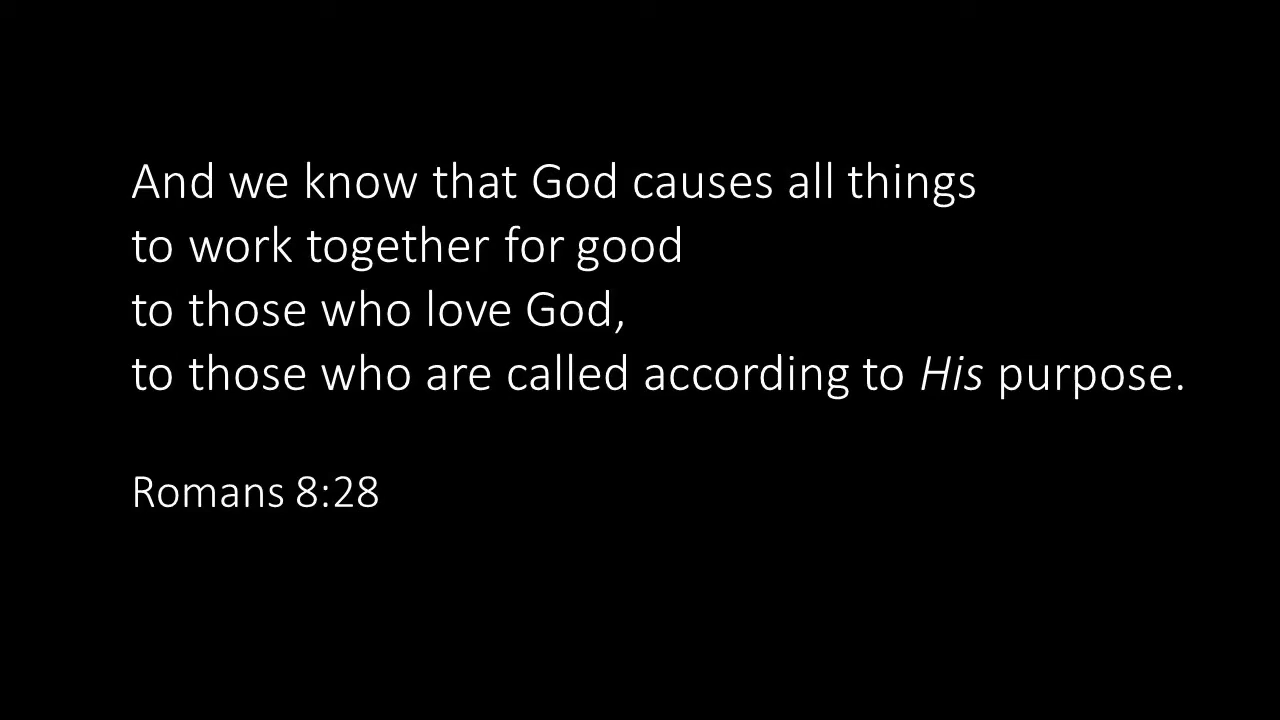 And we know that God causes all things
to work together for good
to those who love God,
to those who are called according to His purpose.
Romans 8:28